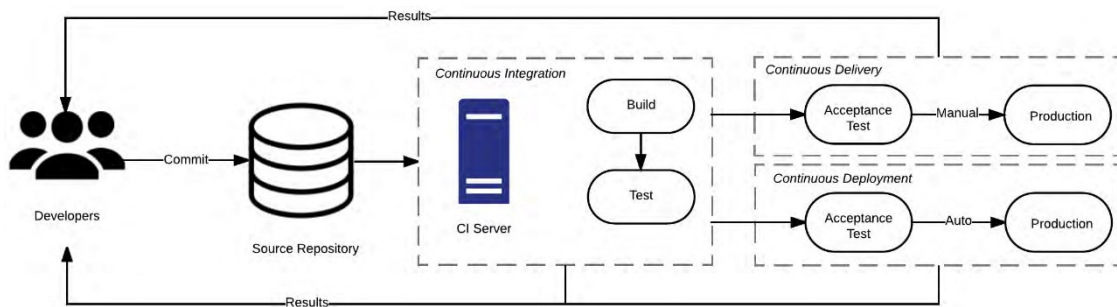 Results
Continuous Integration
Continuous Delivery
Build
Acceptance
Test
Manual
Production
Commit
Developers
Source Repository
CI Server
Test
Continuous Deployment
Acceptance
Test
Auto
Production
Results